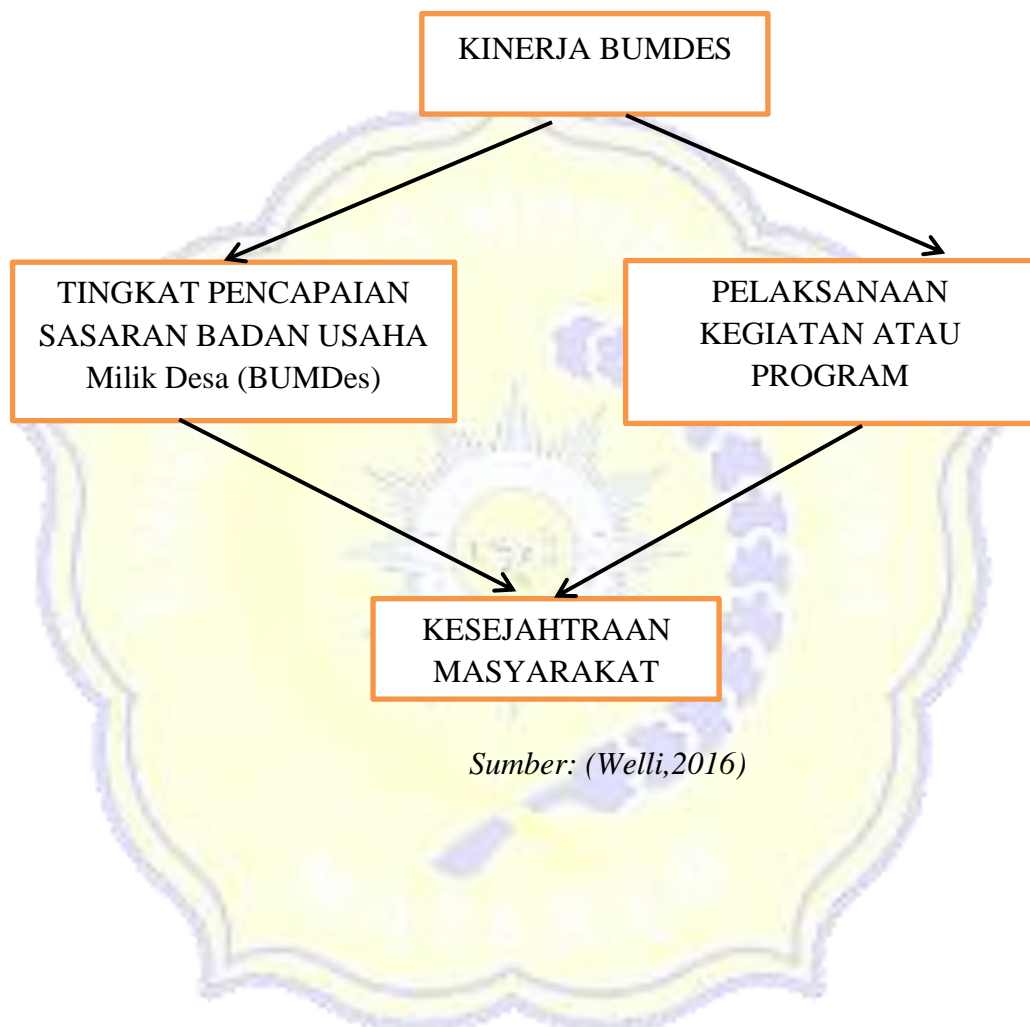 KINERJA BUMDES
TINGKAT PENCAPAIAN
SASARAN BADAN USAHA
Milik Desa (BUMDes)
PELAKSANAAN
KEGIATAN ATAU
PROGRAM
KESEJAHTRAAN
MASYARAKAT
Sumber: (Welli,2016)